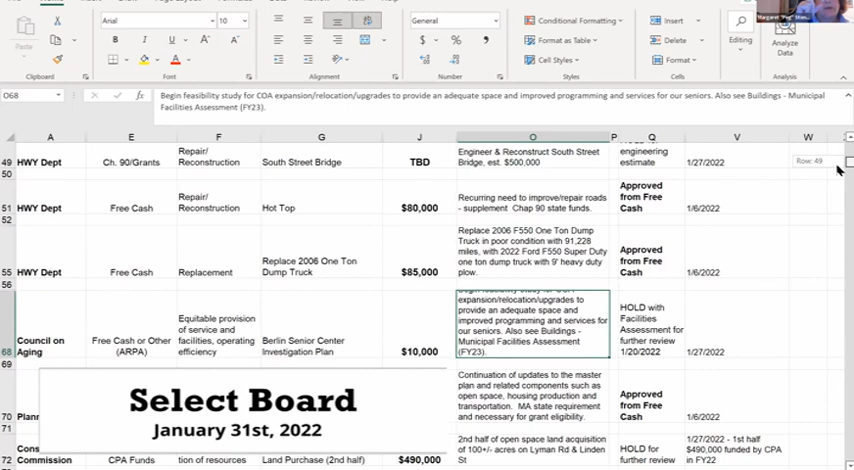 Arial
10
General
Conditional Formatting
Format as Table
Cell Styles
Insert
Delete
Format
Editing
Analyze
Data
Paste
Clipboard
Font
Alignment
Number
Styles
Cells
Analysis
O68
fx
Begin feasibility study for COA expansion/relocation/upgrades to provide an adequate space and improved programming and services for our seniors. Also see Buildings - Municipal
Facilities Assessment (FY23).
A E F G J O P Q V W
49 HWY Dept Ch. 90/Grants Repair/ Reconstruction South Street Bridge TBD Engineer & Reconstruct South Street Bridge, est. $500,000 engineering estimate 1/27/2022
Row: 49
50
51 HWY Dept Free Cash Repair/ Reconstruction Hot Top $80,000 Recurring need to improve/repair roads - supplement Chap 90 state funds. Approved from Free Cash 1/6/2022
52
55 HWY Dept Free Cash Replacement Replace 2006 One Ton Dump Truck $85,000 Replace 2006 F550 One Ton Dump Truck in poor condition with 91,228 miles, with 2022 Ford F550 Super Duty one ton dump truck with 9' heavy duty plow. Approved from Free Cash 1/6/2022
56
68 Council on Aging Free Cash or Other (ARPA) Equitable provision of service and facilities, operating efficiency Berlin Senior Center Investigation Plan $10,000 Begin feasibility study for COA expansion/relocation/upgrades to provide an adequate space and improved programming and services for our seniors. Also see Buildings - Municipal Facilities Assessment (FY23). HOLD with Facilities Assessment for further review 1/20/2022 1/27/2022
69
70 Continuation of updates to the master plan and related components such as open space, housing production and transportation. MA state requirement and necessary for grant eligibility. Approved from Free Cash 1/6/2022
71
72 Commission CPA Funds tion of resources Land Purchase (2nd half) $490,000 2nd half of open space land acquisition of 100+/- acres on Lyman Rd & Linden St HOLD for further review 1/27/2022 - 1st half $490,000 funded by CPA in FY22
Select Board
January 31st, 2022